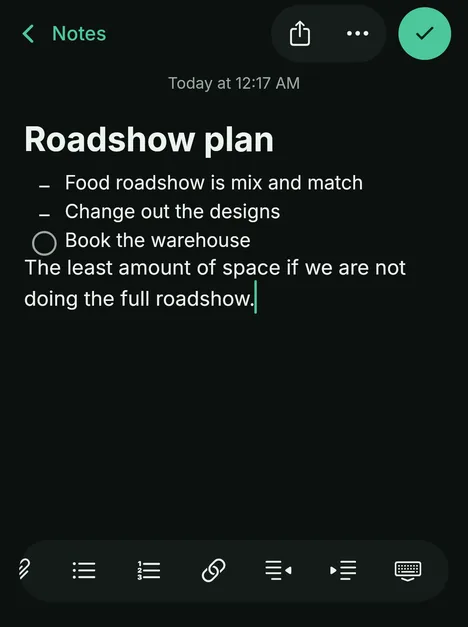 Notes
Today at 12:17 AM
Roadshow plan
– Food roadshow is mix and match
– Change out the designs
Book the warehouse
The least amount of space if we are not
doing the full roadshow.